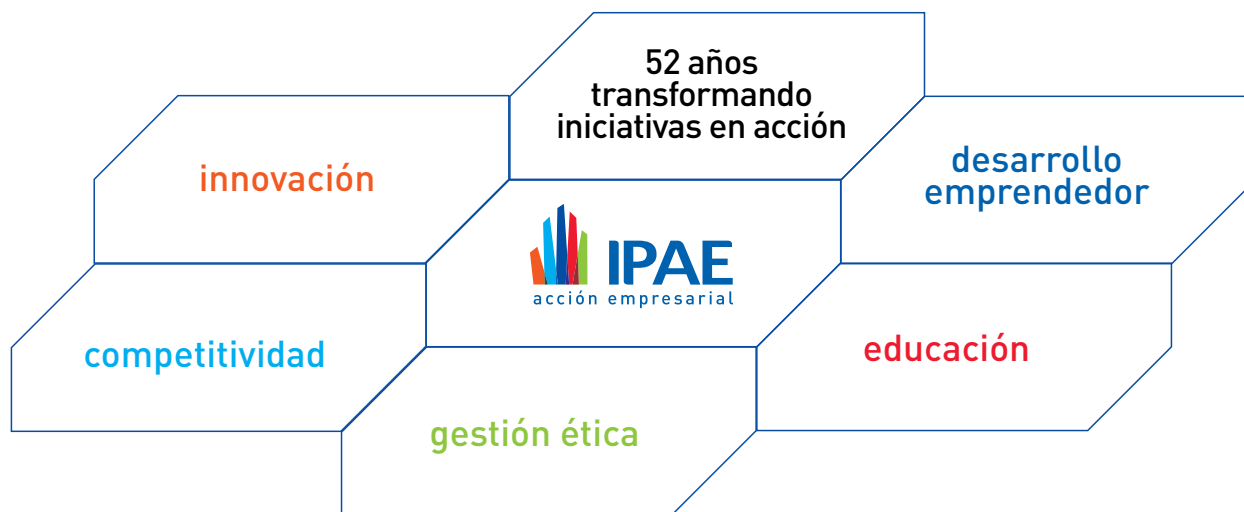 52 años
transformando
iniciativas en acción
innovación
desarrollo
emprendedor
IPAE
acción empresarial
competitividad
educación
gestión ética